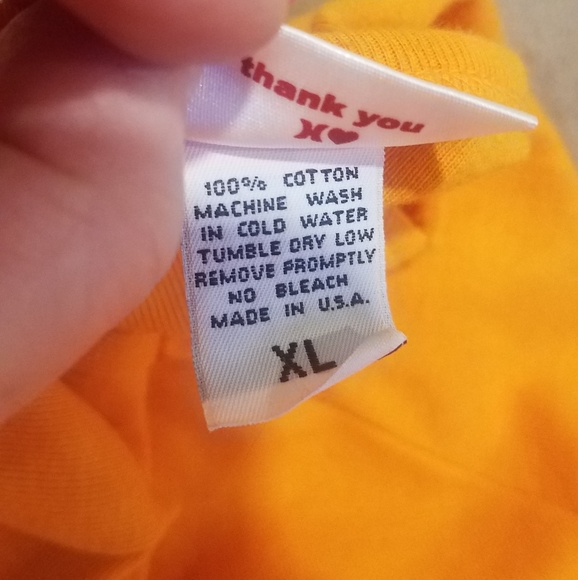 thank you
100% COTTON
MACHINE WASH
IN COLD WATER
TUMBLE DRY LOW
REMOVE PROMPTLY
NO BLEACH
MADE IN U.S.A.
XL